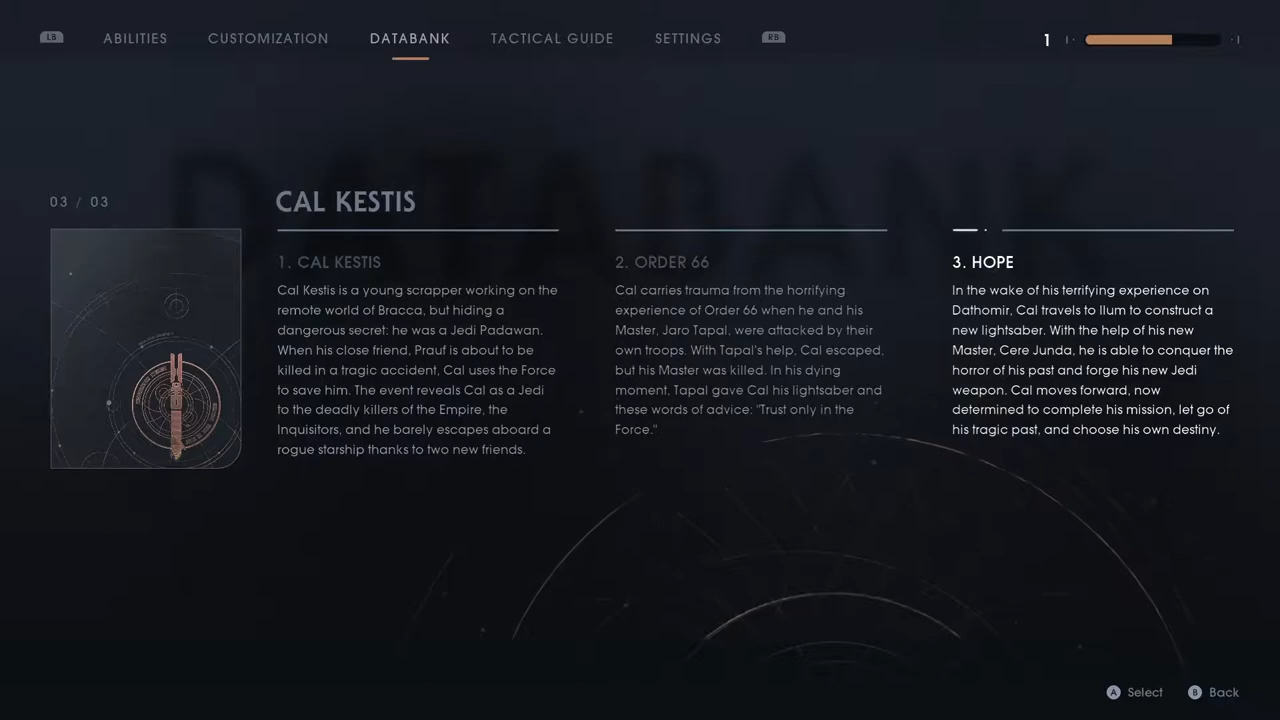 LB ABILITIES CUSTOMIZATION DATABANK TACTICAL GUIDE SETTINGS RB 1
DATABANK
03 / 03
CAL KESTIS
1. CAL KESTIS
Cal Kestis is a young scrapper working on the
remote world of Bracca, but hiding a
dangerous secret: he was a Jedi Padawan.
When his close friend, Prauf is about to be
killed in a tragic accident, Cal uses the Force
to save him. The event reveals Cal as a Jedi
to the deadly killers of the Empire, the
Inquisitors, and he barely escapes aboard a
rogue starship thanks to two new friends.
2. ORDER 66
Cal carries trauma from the horrifying
experience of Order 66 when he and his
Master, Jaro Tapal, were attacked by their
own troops. With Tapal's help, Cal escaped,
but his Master was killed. In his dying
moment, Tapal gave Cal his lightsaber and
these words of advice: "Trust only in the
Force."
3. HOPE
In the wake of his terrifying experience on
Dathomir, Cal travels to Ilum to construct a
new lightsaber. With the help of his new
Master, Cere Junda, he is able to conquer the
horror of his past and forge his new Jedi
weapon. Cal moves forward, now
determined to complete his mission, let go of
his tragic past, and choose his own destiny.
A Select B Back